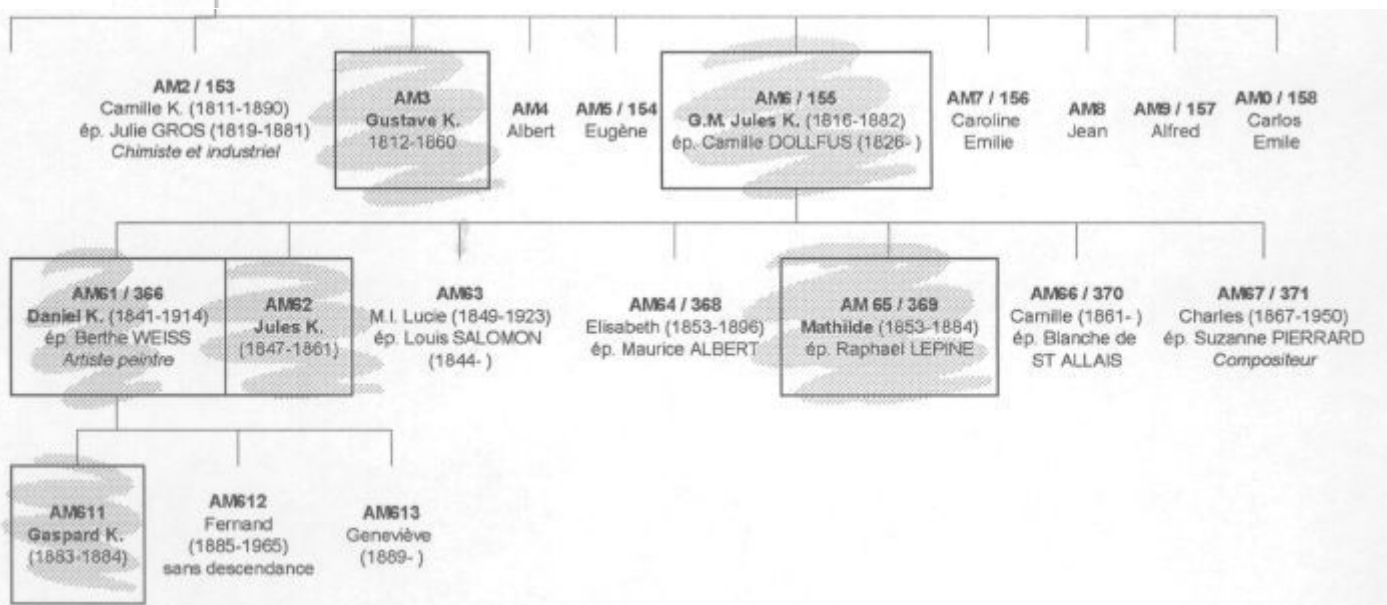 AM2 / 153
Camille K. (1811-1890)
ép. Julie GROS (1819-1881)
Chimiste et industriel
AM3
Gustave K.
1812-1860
AM4
Albert
AM5 / 154
Eugène
AM6 / 155
G.M. Jules K. (1816-1882)
ép. Camille DOLLFUS (1826- )
AM7 / 156
Caroline
Emilie
AM8
Jean
AM9 / 157
Alfred
AM0 / 158
Carlos
Emile
AM61 / 366
Daniel K. (1841-1914)
ép. Berthe WEISS
Artiste peintre
AM62
Jules K.
(1847-1861)
AM63
M.I. Lucie (1849-1923)
ép. Louis SALOMON
(1844- )
AM64 / 368
Elisabeth (1853-1896)
ép. Maurice ALBERT
AM 65 / 369
Mathilde (1853-1884)
ép. Raphael LEPINE
AM66 / 370
Camille (1861- )
ép. Blanche de
ST ALLAIS
AM67 / 371
Charles (1867-1950)
ép. Suzanne PIERRARD
Compositeur
AM611
Gaspard K.
(1883-1884)
AM612
Fernand
(1885-1965)
sans descendance
AM613
Geneviève
(1889- )